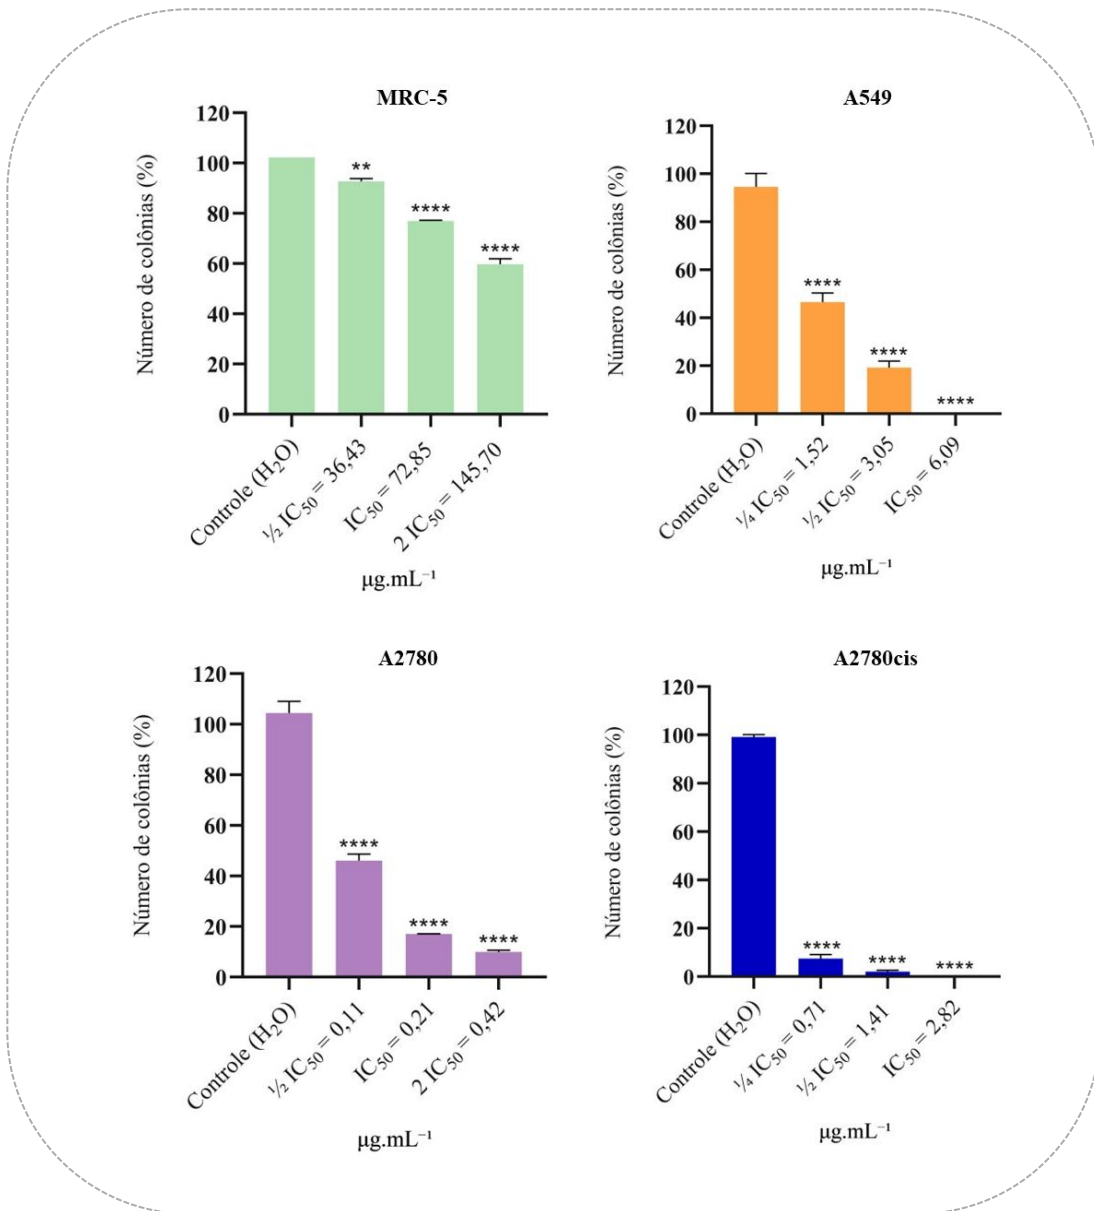 MRC-5
Número de colônias (%)
120
100
80
60
40
20
0
**
****
****
Controle (H₂O)
½ IC₅₀ = 36,43
IC₅₀ = 72,85
2 IC₅₀ = 145,70
µg.mL⁻¹
A549
Número de colônias (%)
120
100
80
60
40
20
0
****
****
****
Controle (H₂O)
¼ IC₅₀ = 1,52
½ IC₅₀ = 3,05
IC₅₀ = 6,09
µg.mL⁻¹
A2780
Número de colônias (%)
120
100
80
60
40
20
0
****
****
****
Controle (H₂O)
½ IC₅₀ = 0,11
IC₅₀ = 0,21
2 IC₅₀ = 0,42
µg.mL⁻¹
A2780cis
Número de colônias (%)
120
100
80
60
40
20
0
****
****
****
Controle (H₂O)
¼ IC₅₀ = 0,71
½ IC₅₀ = 1,41
IC₅₀ = 2,82
µg.mL⁻¹